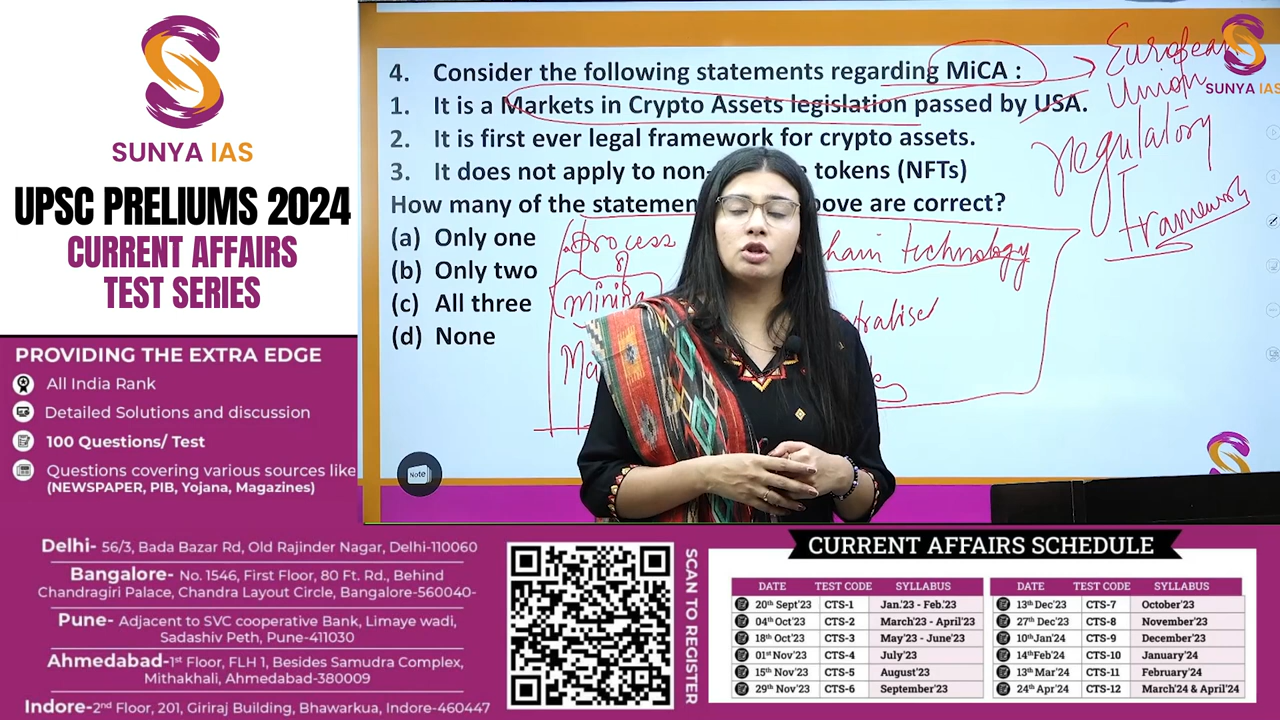 SUNYA IAS
UPSC PRELIUMS 2024
CURRENT AFFAIRS
TEST SERIES
PROVIDING THE EXTRA EDGE
All India Rank
Detailed Solutions and discussion
100 Questions/ Test
Questions covering various sources like
(NEWSPAPER, PIB, Yojana, Magazines)
4. Consider the following statements regarding MiCA :
1. It is a Markets in Crypto Assets legislation passed by USA.
2. It is first ever legal framework for crypto assets.
3. It does not apply to non- tokens (NFTs)
How many of the statemen ove are correct?
(a) Only one
(b) Only two
(c) All three
(d) None
European
Union
regulatory
Framework
process
of
mining
hain technology
tralise
Note
SUNYA IAS
Delhi- 56/3, Bada Bazar Rd, Old Rajinder Nagar, Delhi-110060
Bangalore- No. 1546, First Floor, 80 Ft. Rd., Behind
Chandragiri Palace, Chandra Layout Circle, Bangalore-560040-
Pune- Adjacent to SVC cooperative Bank, Limaye wadi,
Sadashiv Peth, Pune-411030
Ahmedabad-1st Floor, FLH 1, Besides Samudra Complex,
Mithakhali, Ahmedabad-380009
Indore-2nd Floor, 201, Giriraj Building, Bhawarkua, Indore-460447
SCAN TO REGISTER
CURRENT AFFAIRS SCHEDULE
DATE TEST CODE SYLLABUS
20th Sept'23 CTS-1 Jan.'23 - Feb.'23
04th Oct'23 CTS-2 March'23 - April'23
18th Oct'23 CTS-3 May'23 - June'23
01st Nov'23 CTS-4 July'23
15th Nov'23 CTS-5 August'23
29th Nov'23 CTS-6 September'23
DATE TEST CODE SYLLABUS
13th Dec'23 CTS-7 October'23
27th Dec'23 CTS-8 November'23
10th Jan'24 CTS-9 December'23
14th Feb'24 CTS-10 January'24
13th Mar'24 CTS-11 February'24
24th Apr'24 CTS-12 March'24 & April'24